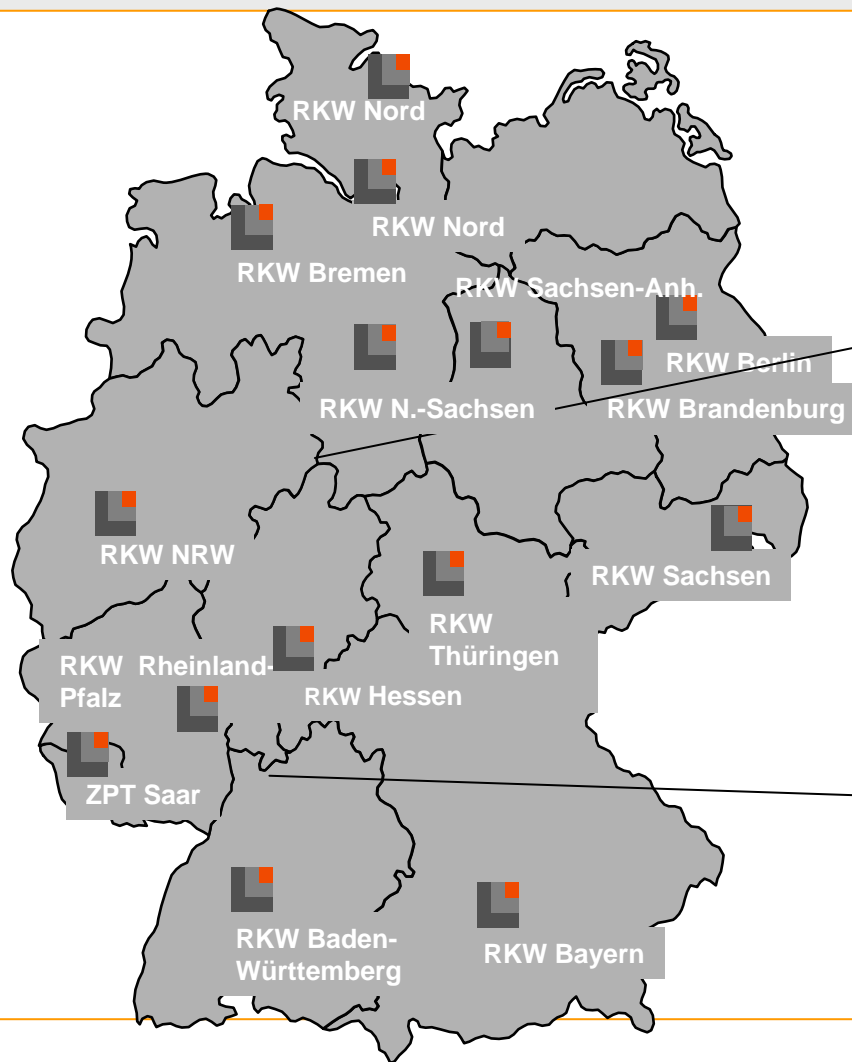 RKW Nord
RKW Nord
RKW Bremen
RKW Sachsen-Anh.
RKW Berlin
RKW N.-Sachsen
RKW Brandenburg
RKW NRW
RKW Sachsen
RKW
Thüringen
RKW Rheinland-
Pfalz
RKW Hessen
ZPT Saar
RKW Baden-
Württemberg
RKW Bayern